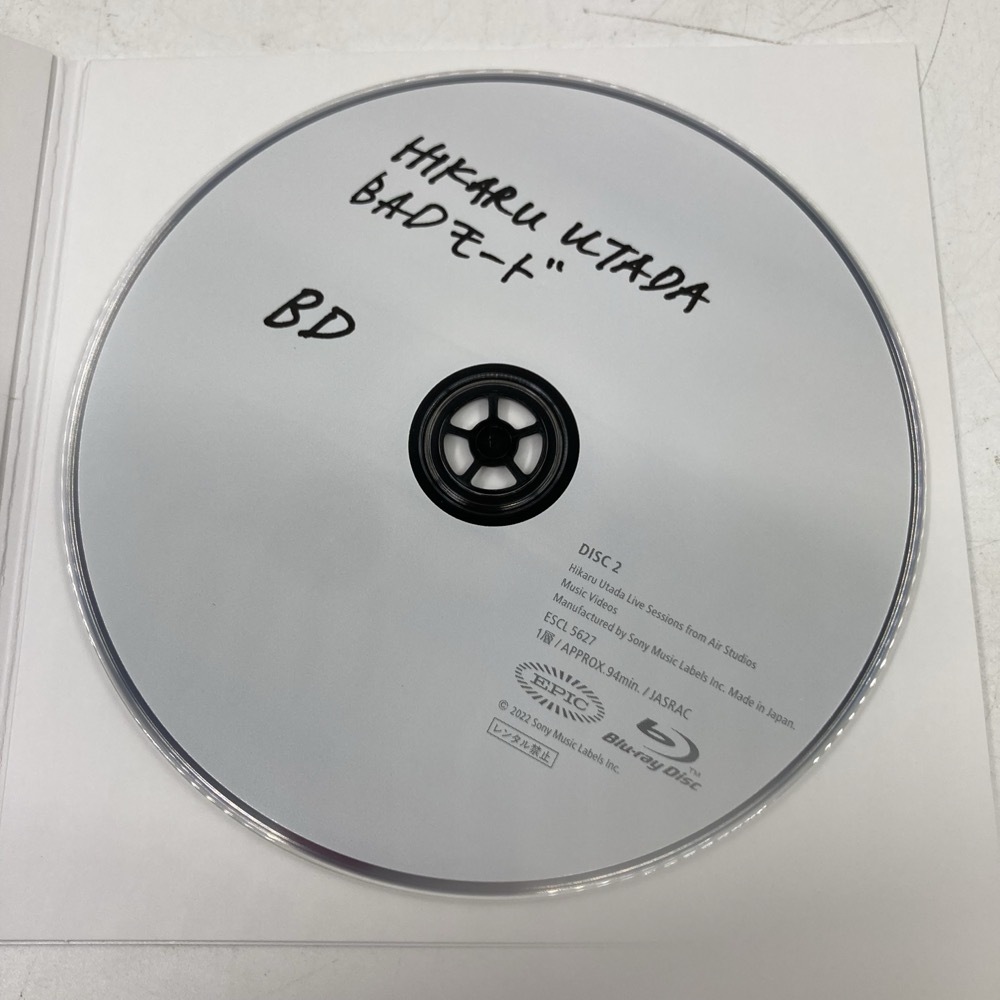 HIKARU UTADA
BADモード
BD
DISC 2
Hikaru Utada Live Sessions from Air Studios
Music Videos
Manufactured by Sony Music Labels Inc. Made in Japan.
ESCL 5627
1層 / APPROX.94min. / JASRAC
EPIC
Blu-ray Disc™
© 2022 Sony Music Labels Inc.
レンタル禁止